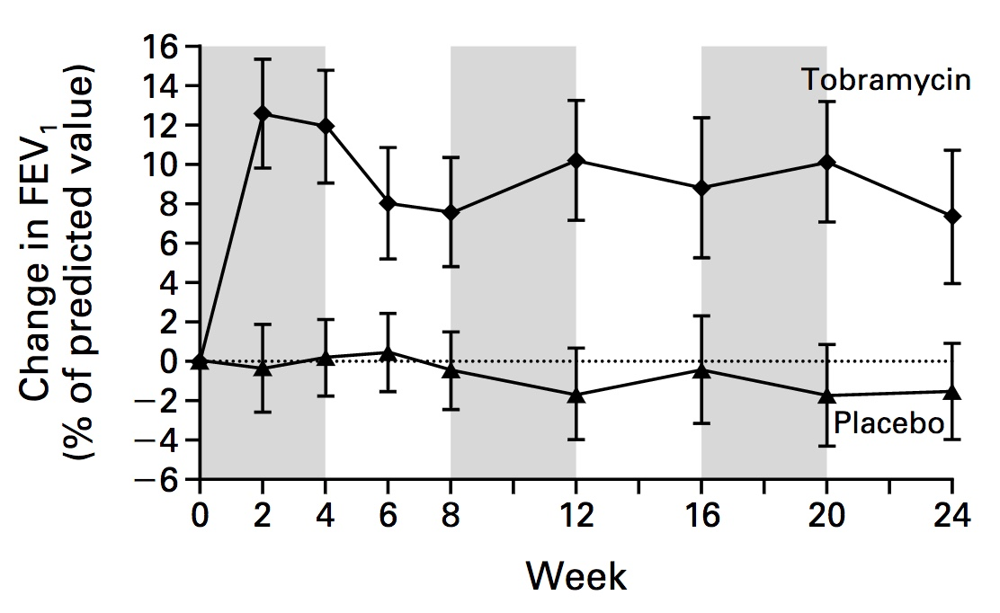 Change in FEV₁
(% of predicted value)
16
14
12
10
8
6
4
2
0
−2
−4
−6
Tobramycin
Placebo
0 2 4 6 8 12 16 20 24
Week